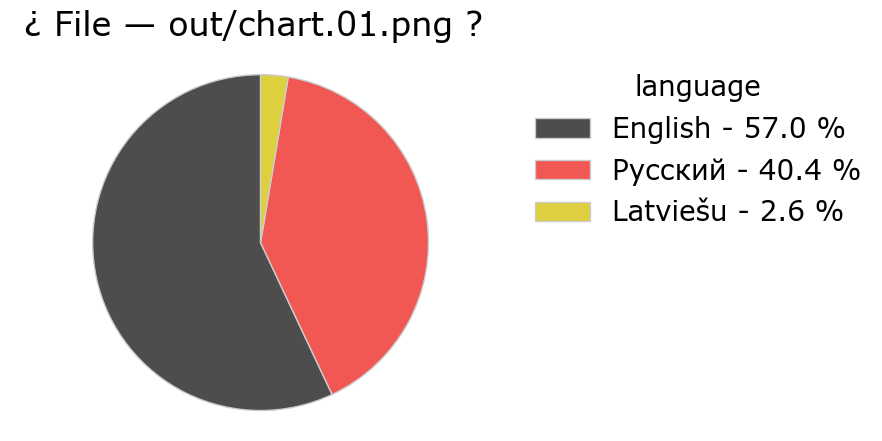 ¿ File — out/chart.01.png ?
language
English - 57.0 %
Русский - 40.4 %
Latviešu - 2.6 %